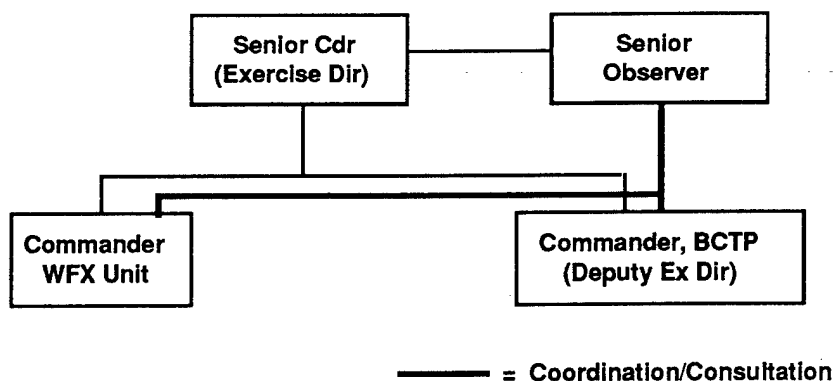 Senior Cdr
(Exercise Dir)
Senior
Observer
Commander
WFX Unit
Commander, BCTP
(Deputy Ex Dir)
= Coordination/Consultation